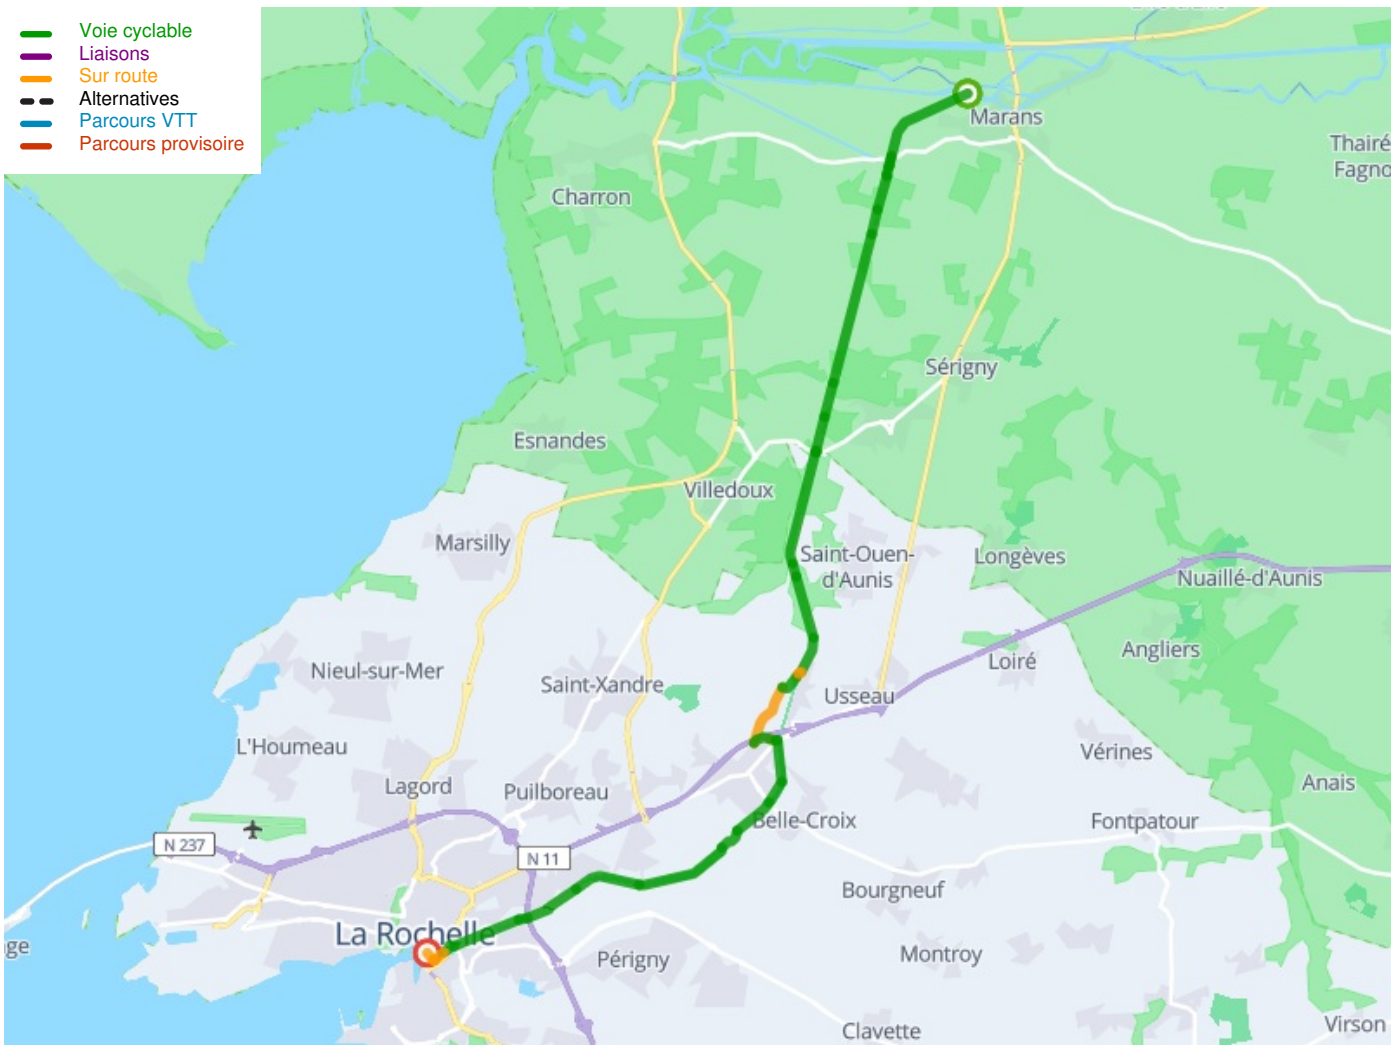 Voie cyclable
Liaisons
Sur route
Alternatives
Parcours VTT
Parcours provisoire
Marans
Thairé
Fagno
Charron
Sérigny
Esnandes
Villedoux
Marsilly
Saint-Ouen-
d'Aunis
Longèves
Nuaillé-d'Aunis
Angliers
Loiré
Nieul-sur-Mer
Saint-Xandre
Usseau
L'Houmeau
Vérines
Lagord
Puilboreau
Anais
Belle-Croix
Fontpatour
N 237
N 11
Bourgneuf
La Rochelle
ge
Périgny
Montroy
Clavette
Virson